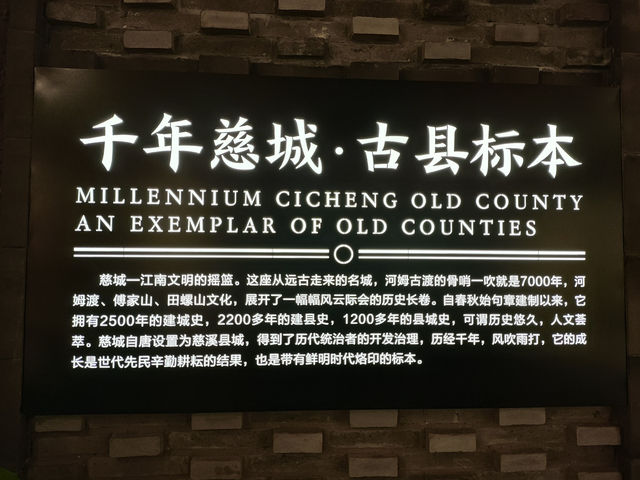 千年慈城·古县标本
MILLENNIUM CICHENG OLD COUNTY
AN EXEMPLAR OF OLD COUNTIES
慈城—江南文明的摇篮。这座从远古走来的名城，河姆古渡的骨哨一吹就是7000年，河
姆渡、傅家山、田螺山文化，展开了一幅幅风云际会的历史长卷。自春秋始句章建制以来，它
拥有2500年的建城史，2200多年的建县史，1200多年的县城史，可谓历史悠久，人文荟
萃。慈城自唐设置为慈溪县城，得到了历代统治者的开发治理，历经千年，风吹雨打，它的成
长是世代先民辛勤耕耘的结果，也是带有鲜明时代烙印的标本。